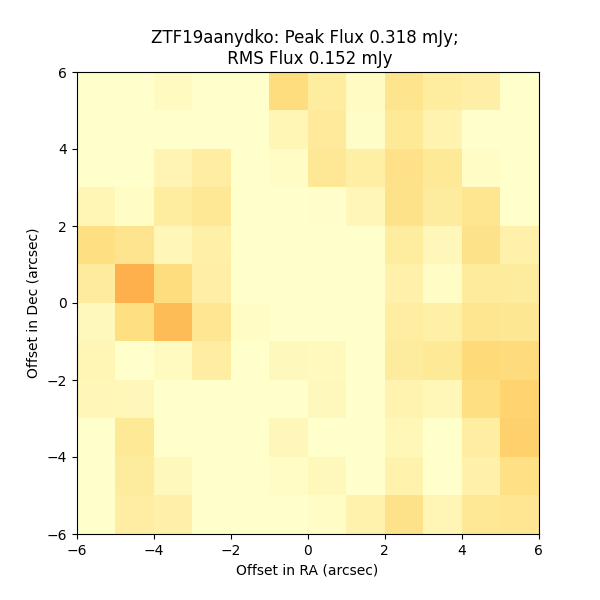 ZTF19aanydko: Peak Flux 0.318 mJy;
RMS Flux 0.152 mJy
6
4
2
0
−2
−4
−6
Offset in Dec (arcsec)
−6 −4 −2 0 2 4 6
Offset in RA (arcsec)